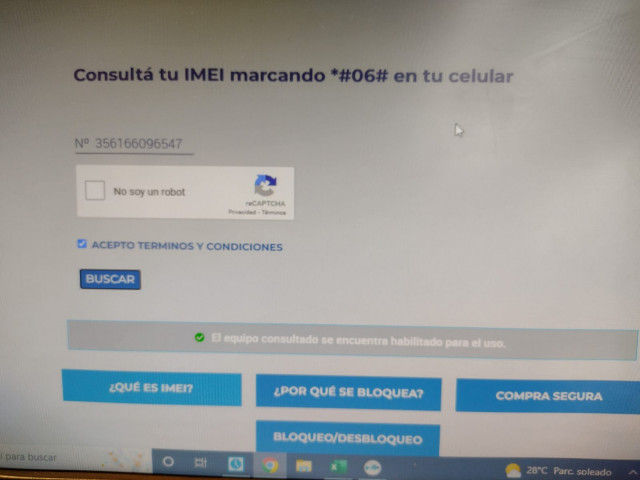 Consultá tu IMEI marcando *#06# en tu celular
Nº 356166096547
No soy un robot
reCAPTCHA
Privacidad - Términos
ACEPTO TERMINOS Y CONDICIONES
BUSCAR
El equipo consultado se encuentra habilitado para el uso.
¿QUÉ ES IMEI?
¿POR QUÉ SE BLOQUEA?
COMPRA SEGURA
BLOQUEO/DESBLOQUEO
para buscar
28°C Parc. soleado